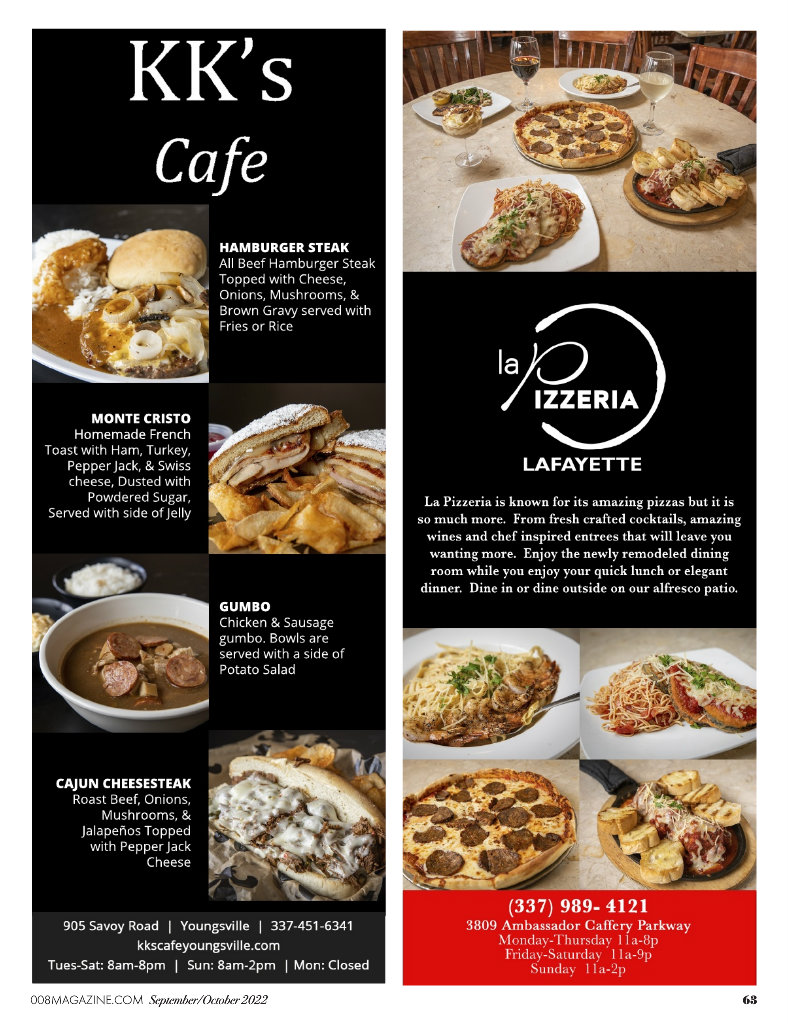 KK's
Cafe
HAMBURGER STEAK
All Beef Hamburger Steak
Topped with Cheese,
Onions, Mushrooms, &
Brown Gravy served with
Fries or Rice
MONTE CRISTO
Homemade French
Toast with Ham, Turkey,
Pepper Jack, & Swiss
cheese, Dusted with
Powdered Sugar,
Served with side of Jelly
GUMBO
Chicken & Sausage
gumbo. Bowls are
served with a side of
Potato Salad
CAJUN CHEESESTEAK
Roast Beef, Onions,
Mushrooms, &
Jalapeños Topped
with Pepper Jack
Cheese
905 Savoy Road | Youngsville | 337-451-6341
kkscafeyoungsville.com
Tues-Sat: 8am-8pm | Sun: 8am-2pm | Mon: Closed
la PIZZERIA
LAFAYETTE
La Pizzeria is known for its amazing pizzas but it is
so much more. From fresh crafted cocktails, amazing
wines and chef inspired entrees that will leave you
wanting more. Enjoy the newly remodeled dining
room while you enjoy your quick lunch or elegant
dinner. Dine in or dine outside on our alfresco patio.
(337) 989- 4121
3809 Ambassador Caffery Parkway
Monday-Thursday 11a-8p
Friday-Saturday 11a-9p
Sunday 11a-2p
008MAGAZINE.COM September/October 2022
63